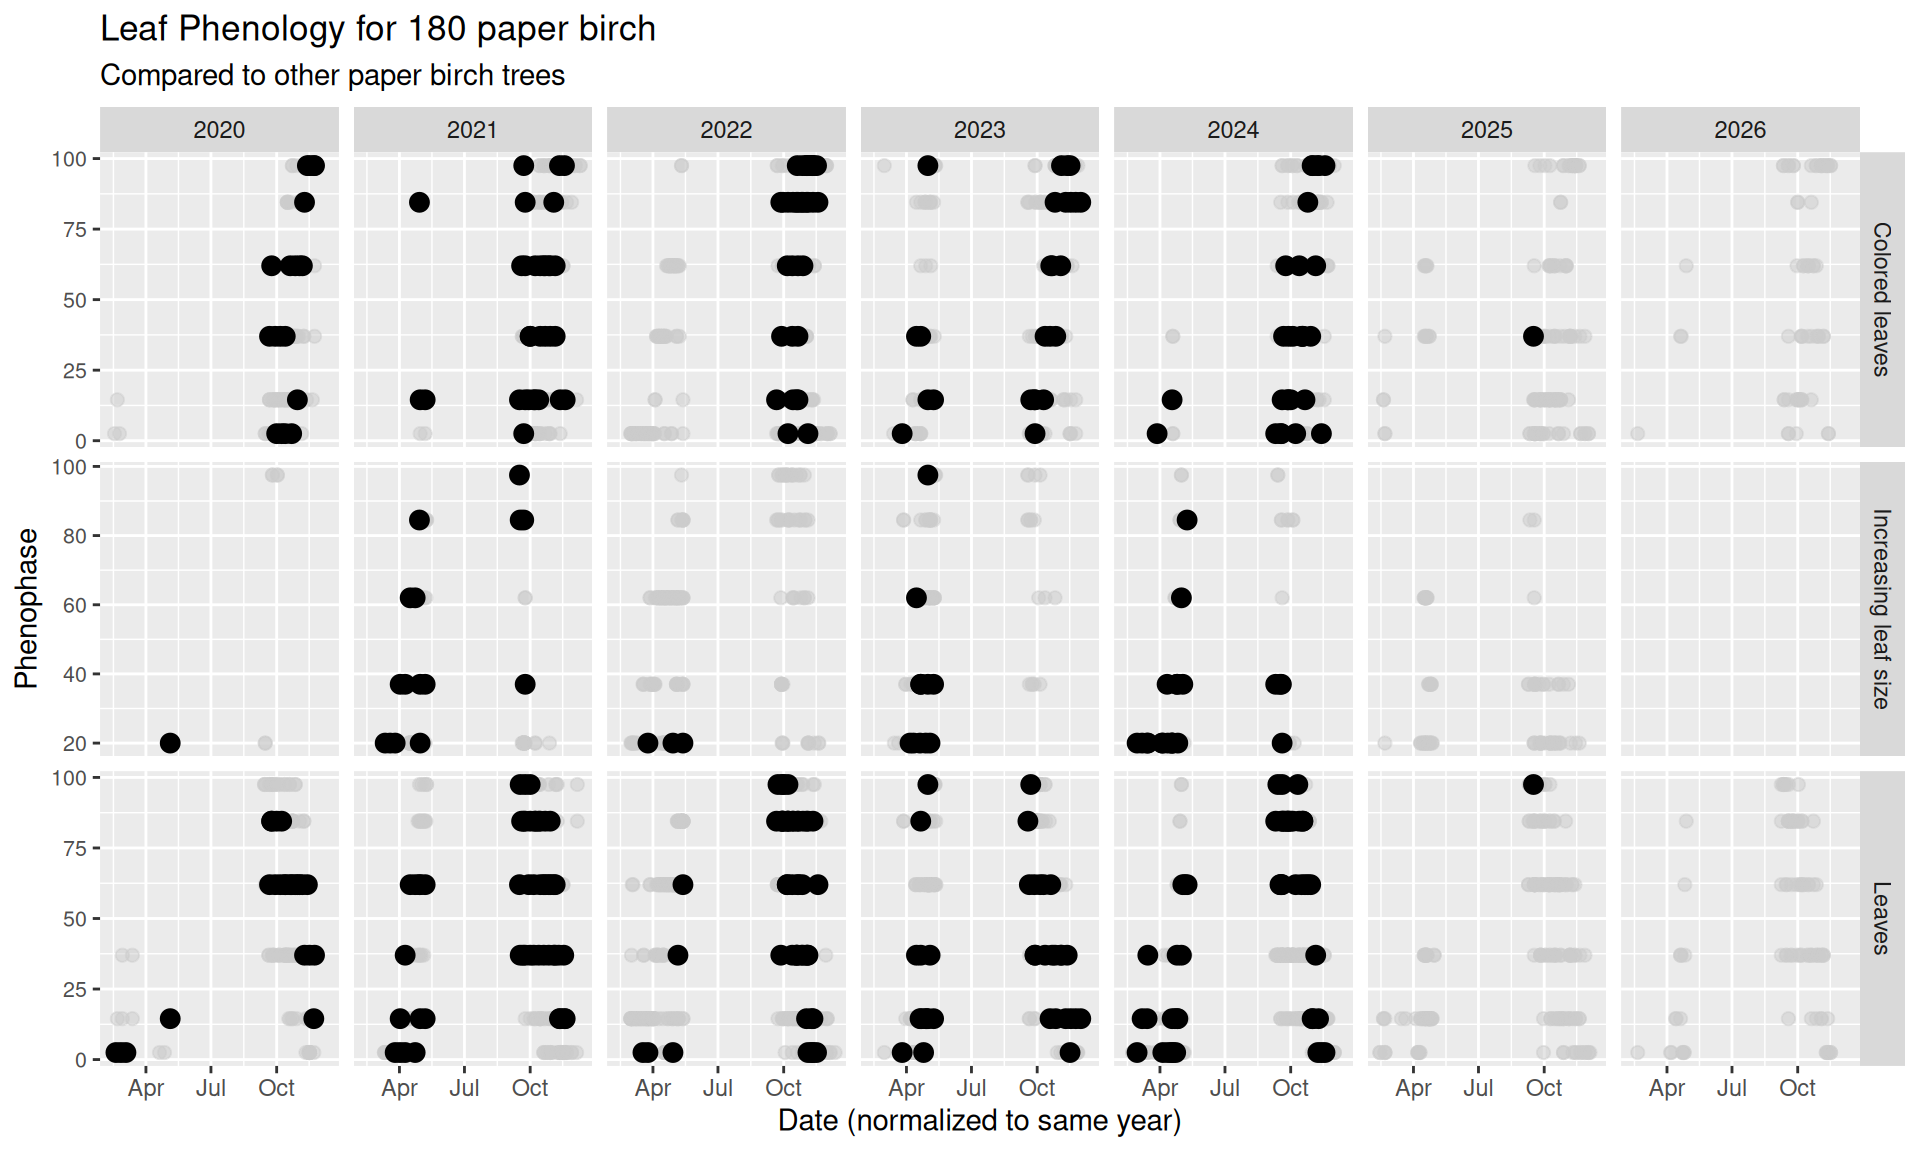 Leaf Phenology for 180 paper birch
Compared to other paper birch trees
2020 2021 2022 2023 2024 2025 2026
100
75
50
25
0
Colored leaves
100
80
60
40
20
Increasing leaf size
100
75
50
25
0
Leaves
Phenophase
Apr Jul Oct Apr Jul Oct Apr Jul Oct Apr Jul Oct Apr Jul Oct Apr Jul Oct Apr Jul Oct
Date (normalized to same year)